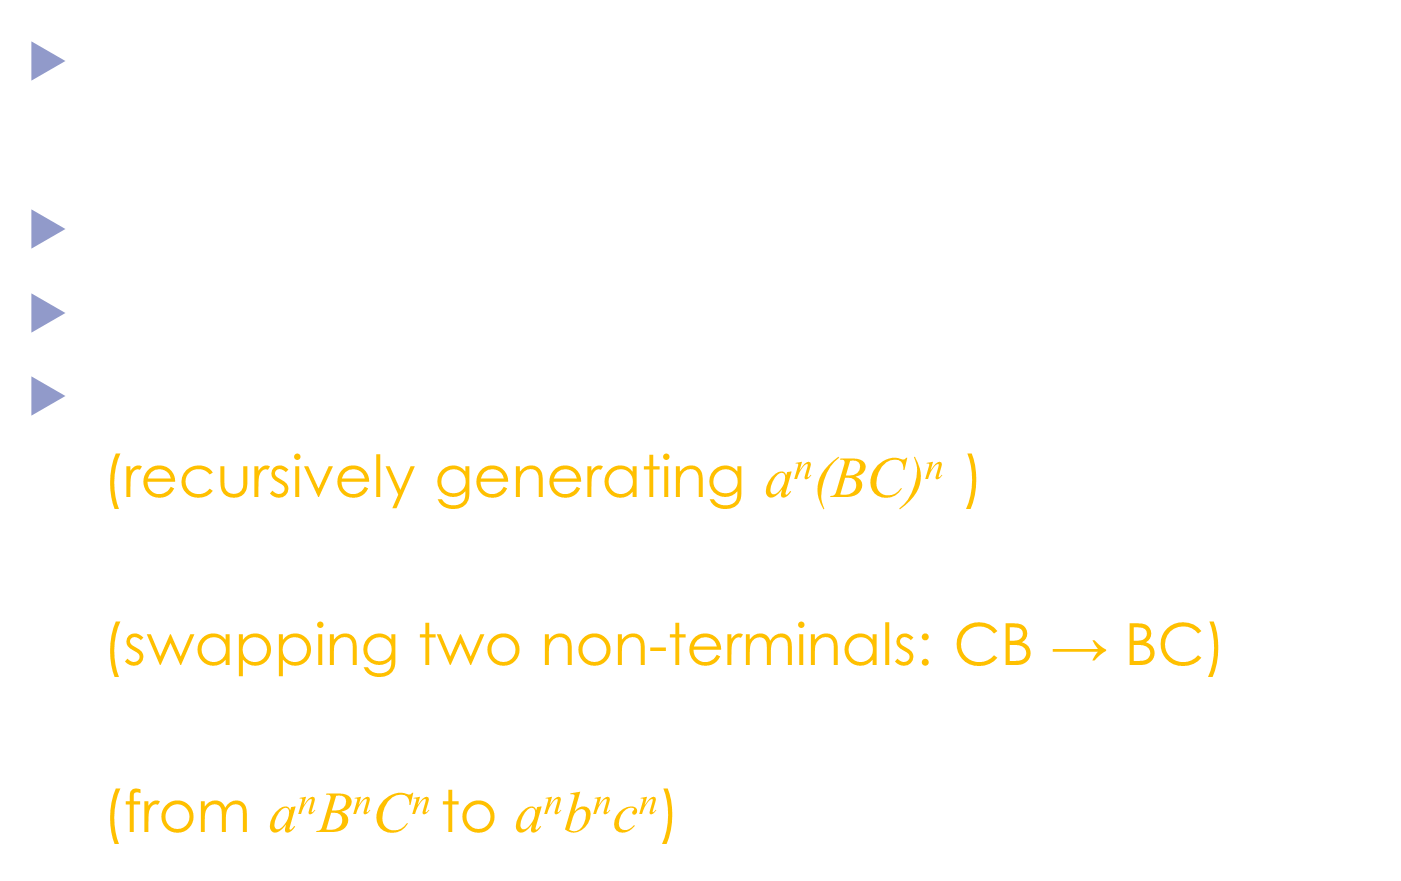 (recursively generating aⁿ(BC)ⁿ )
(swapping two non-terminals: CB → BC)
(from aⁿBⁿCⁿ to aⁿbⁿcⁿ)